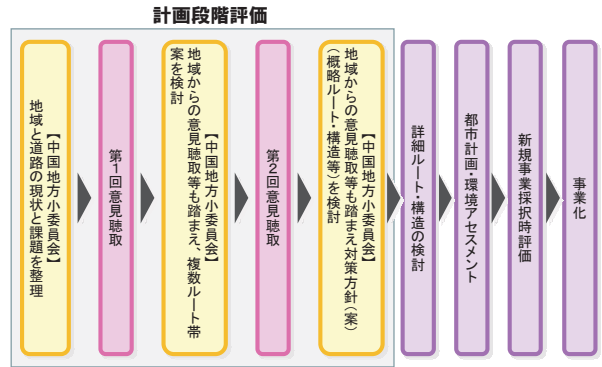 計画段階評価
【中国地方小委員会】
地域と道路の現状と課題を整理
第1回意見聴取
【中国地方小委員会】
地域からの意見聴取等も踏まえ、複数ルート帯
案を検討
第2回意見聴取
【中国地方小委員会】
地域からの意見聴取等も踏まえ対策方針（案）
（概略ルート・構造等）を検討
詳細ルート・構造の検討
都市計画・環境アセスメント
新規事業採択時評価
事業化